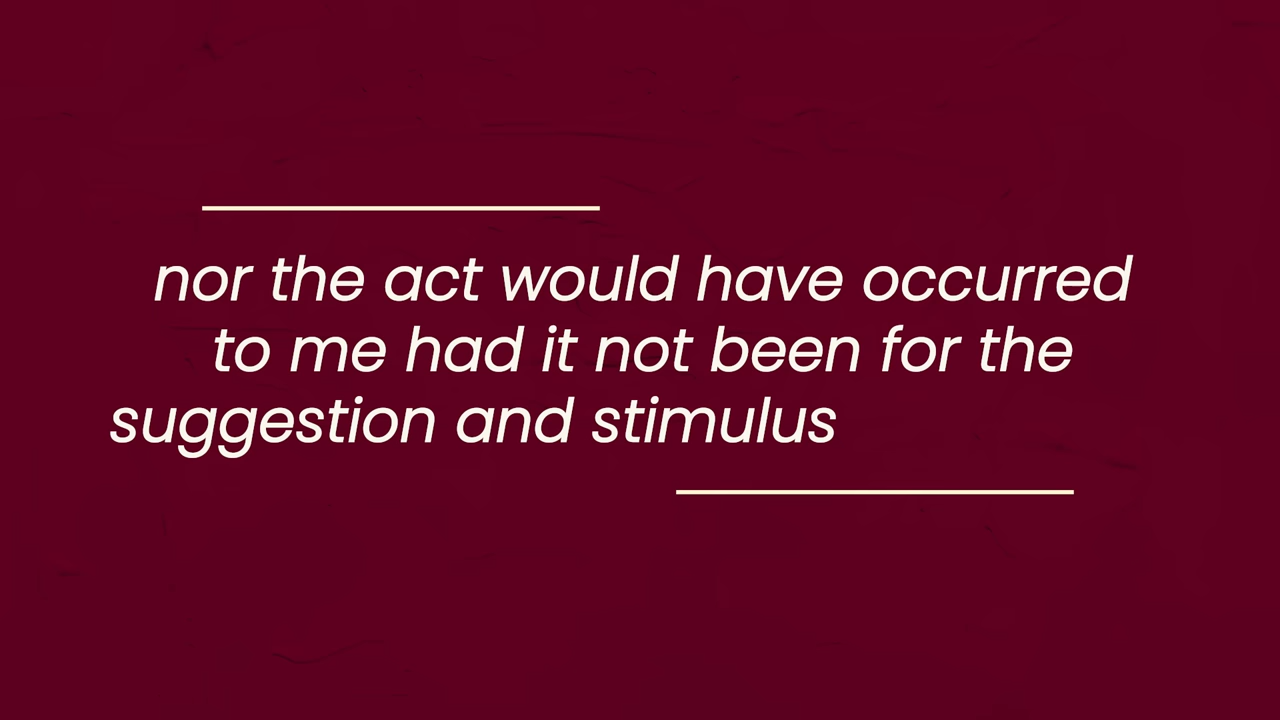 nor the act would have occurred
to me had it not been for the
suggestion and stimulus